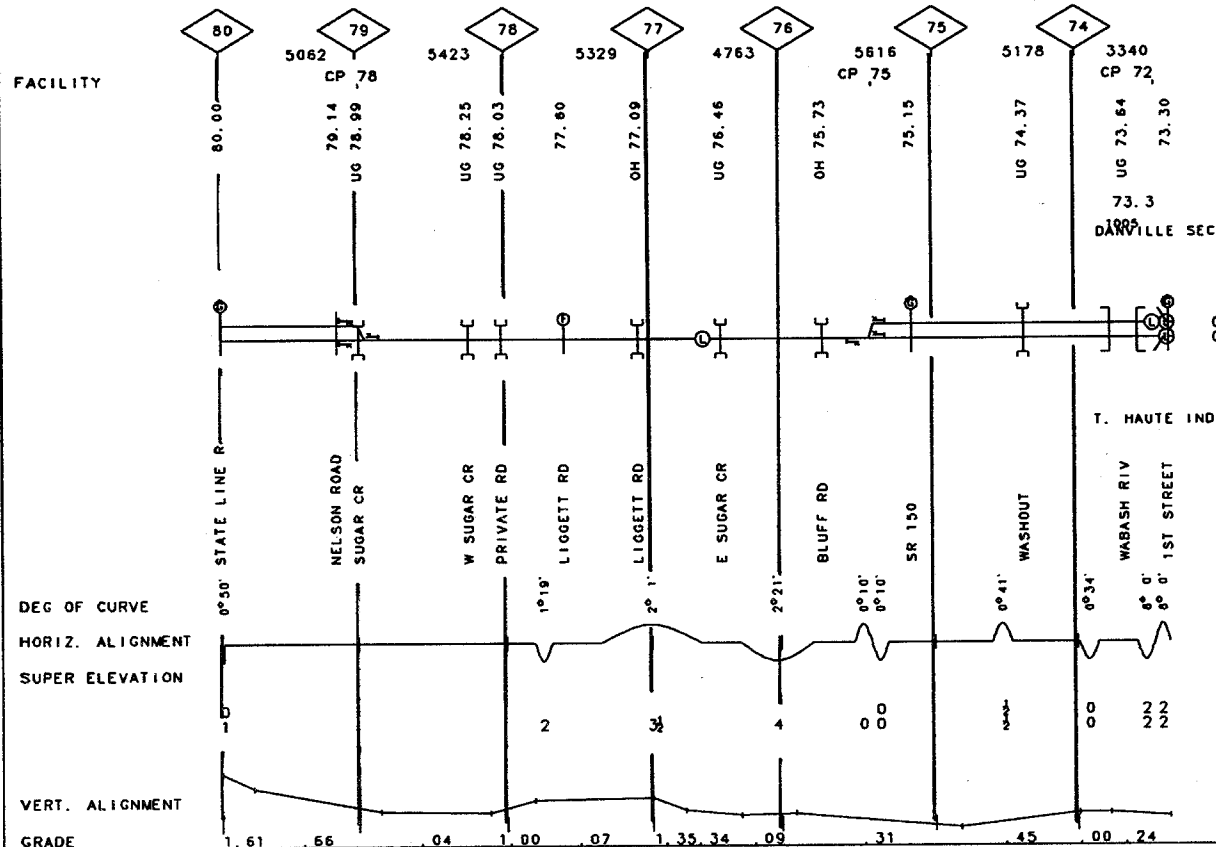 80 79 78 77 76 75 74
5062 5423 5329 4763 5616 5178 3340
FACILITY CP 78 CP 75 CP 72
80.00
79.14
UG 78.99
UG 78.25
UG 78.03
77.60
OH 77.09
UG 76.46
OH 75.73
75.15
UG 74.37
UG 73.64
73.30
73.3
DANVILLE SEC
G F L G L
T. HAUTE IND
STATE LINE R
NELSON ROAD
SUGAR CR
W SUGAR CR
PRIVATE RD
LIGGETT RD
LIGGETT RD
E SUGAR CR
BLUFF RD
SR 150
WASHOUT
WABASH RIV
1ST STREET
DEG OF CURVE 0°50' 1°19' 2° 1' 2°21' 0°10' 0°10' 0°41' 0°34' 8° 0' 8° 0'
HORIZ. ALIGNMENT
SUPER ELEVATION
0 0 0 2 2
1 2 3½ 4 0 0 0 2 2
VERT. ALIGNMENT
GRADE 1.61 .66 .04 1.00 .07 1.35 .34 .09 .31 .45 .00 .24